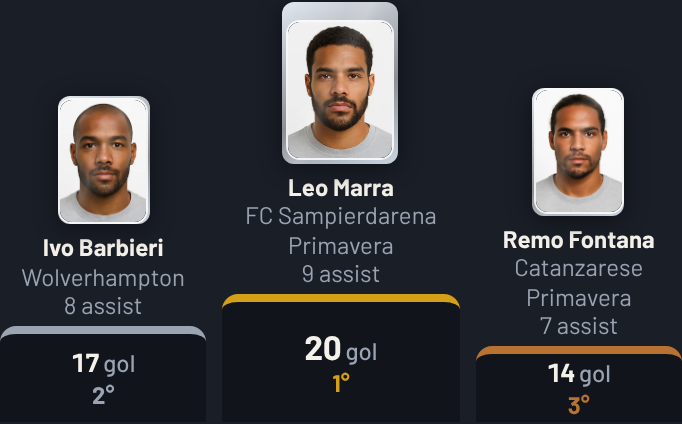 Leo Marra
FC Sampierdarena
Primavera
9 assist
20 gol
1°
Ivo Barbieri
Wolverhampton
8 assist
17 gol
2°
Remo Fontana
Catanzarese
Primavera
7 assist
14 gol
3°